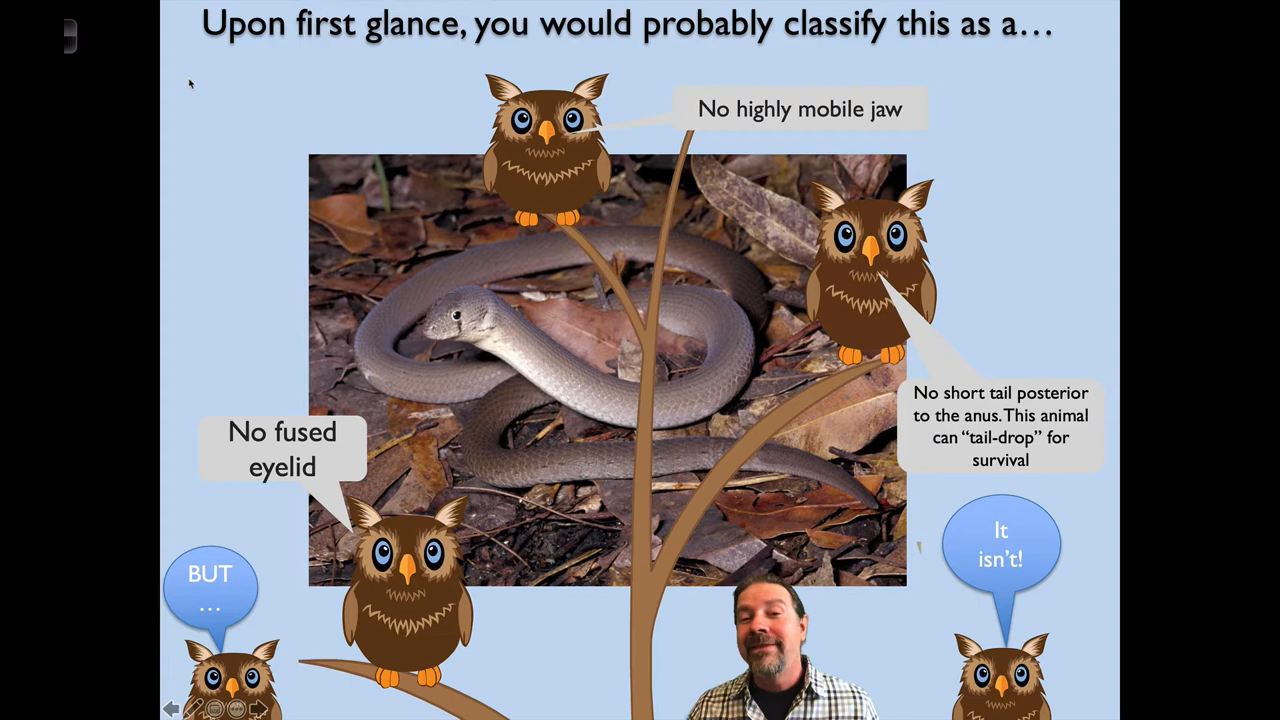 Upon first glance, you would probably classify this as a…
No highly mobile jaw
No short tail posterior
to the anus. This animal
can “tail-drop” for
survival
No fused
eyelid
It
isn’t!
BUT
…